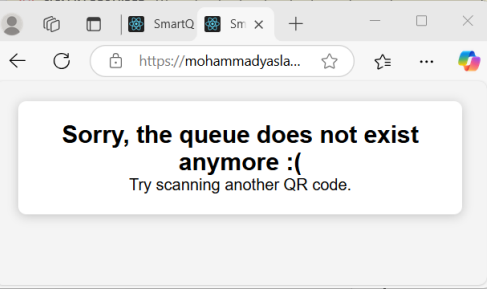 SmartQ
Sm
https://mohammadyasla...
Sorry, the queue does not exist
anymore :(
Try scanning another QR code.